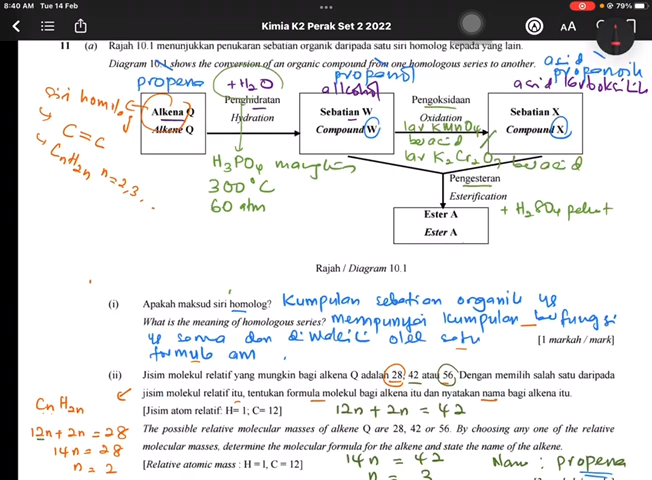 8:40 AM Tue 14 Feb
79%
Kimia K2 Perak Set 2 2022
AA
11 (a) Rajah 10.1 menunjukkan penukaran sebatian organik daripada satu siri homolog kepada yang lain.
Diagram 10.1 shows the conversion of an organic compound from one homologous series to another.
propena
+ H2O
propanol
alkohol
asid propanoik
asid karboksilik
siri homolog
C = C
CnH2n n = 2, 3, ..
Alkena Q
Alkene Q
Penghidratan
Hydration
H3PO4 mangkin
300°C
60 atm
Sebatian W
Compound W
Pengoksidaan
Oxidation
lar KMnO4
berasid
lar K2Cr2O7 berasid
Sebatian X
Compound X
Pengesteran
Esterification
+ H2SO4 pekat
Ester A
Ester A
Rajah / Diagram 10.1
(i) Apakah maksud siri homolog? Kumpulan sebatian organik yg
What is the meaning of homologous series? mempunyai kumpulan berfungsi
yg sama dan diwakili oleh satu
formula am.
[1 markah / mark]
(ii) Jisim molekul relatif yang mungkin bagi alkena Q adalah 28, 42 atau 56. Dengan memilih salah satu daripada
jisim molekul relatif itu, tentukan formula molekul bagi alkena itu dan nyatakan nama bagi alkena itu.
[Jisim atom relatif: H= 1; C= 12]
12n + 2n = 42
The possible relative molecular masses of alkene Q are 28, 42 or 56. By choosing any one of the relative
molecular masses, determine the molecular formula for the alkene and state the name of the alkene.
[Relative atomic mass : H = 1, C = 12]
14n = 42
n = 3
Nama : propena
CnH2n
12n + 2n = 28
14n = 28
n = 2